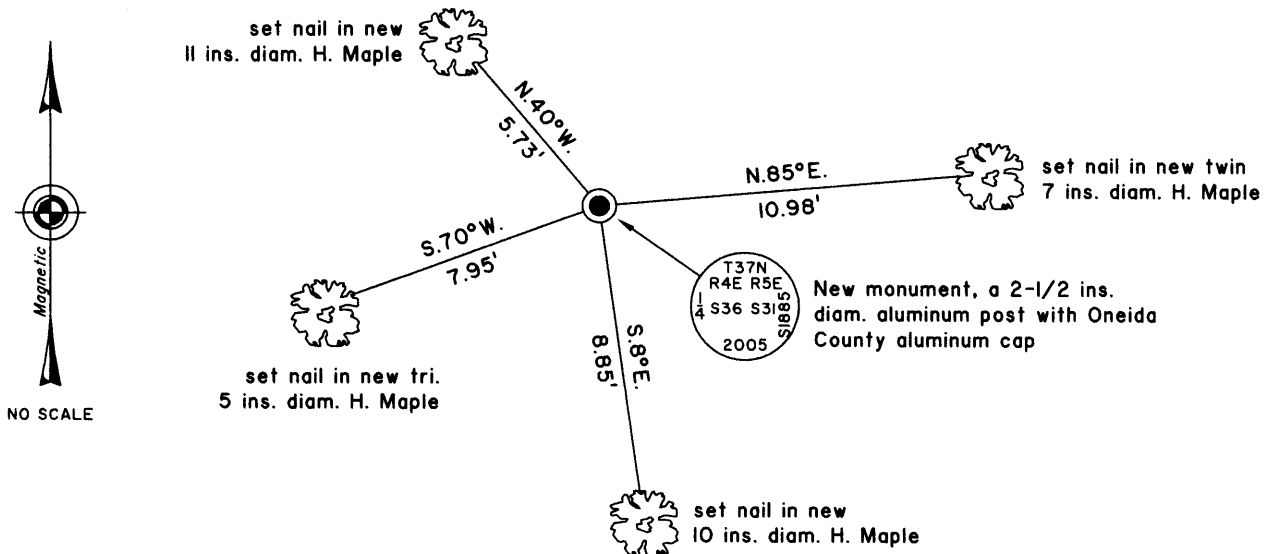 set nail in new
11 ins. diam. H. Maple
N.40°W.
5.73'
N.85°E.
10.98'
set nail in new twin
7 ins. diam. H. Maple
Magnetic
NO SCALE
S.70°W.
7.95'
set nail in new tri.
5 ins. diam. H. Maple
S.8°E.
8.85'
T37N
R4E R5E
1/4 S36 S31
S1885
2005
New monument, a 2-1/2 ins.
diam. aluminum post with Oneida
County aluminum cap
set nail in new
10 ins. diam. H. Maple